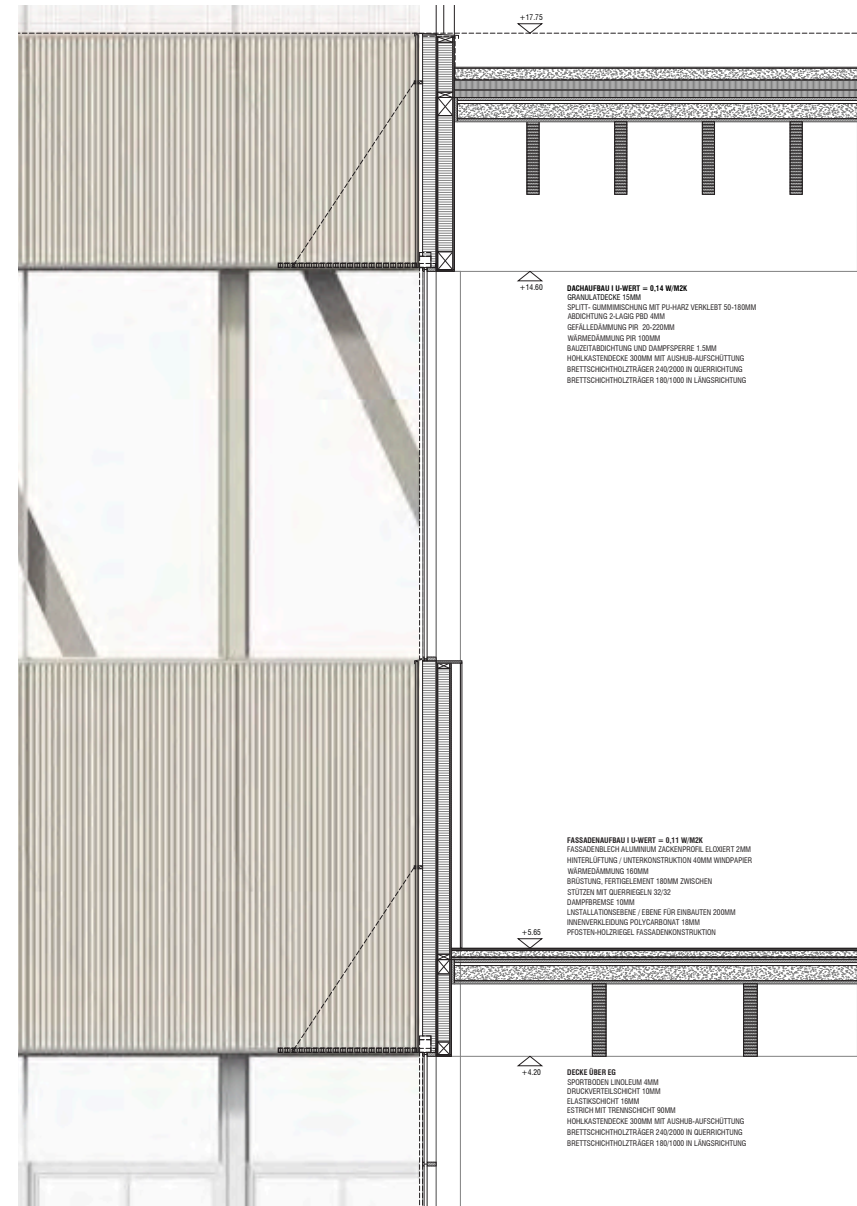 +17.75
+14.60
DACHAUFBAU I U-WERT = 0,14 W/M2K
GRANULATDECKE 15MM
SPLITT- GUMMIMISCHUNG MIT PU-HARZ VERKLEBT 50-180MM
ABDICHTUNG 2-LAGIG PBD 4MM
GEFÄLLEDÄMMUNG PIR  20-220MM
WÄRMEDÄMMUNG PIR 100MM
BAUZEITABDICHTUNG UND DAMPFSPERRE 1.5MM
HOHLKASTENDECKE 300MM MIT AUSHUB-AUFSCHÜTTUNG
BRETTSCHICHTHOLZTRÄGER 240/2000 IN QUERRICHTUNG
BRETTSCHICHTHOLZTRÄGER 180/1000 IN LÄNGSRICHTUNG
FASSADENAUFBAU I U-WERT = 0,11 W/M2K
FASSADENBLECH ALUMINIUM ZACKENPROFIL ELOXIERT 2MM
HINTERLÜFTUNG / UNTERKONSTRUKTION 40MM WINDPAPIER
WÄRMEDÄMMUNG 160MM
BRÜSTUNG, FERTIGELEMENT 180MM ZWISCHEN
STÜTZEN MIT QUERRIEGELN 32/32
DAMPFBREMSE 10MM
LNSTALLATIONSEBENE / EBENE FÜR EINBAUTEN 200MM
INNENVERKLEIDUNG POLYCARBONAT 18MM
PFOSTEN-HOLZRIEGEL FASSADENKONSTRUKTION
+5.65
+4.20
DECKE ÜBER EG
SPORTBODEN LINOLEUM 4MM
DRUCKVERTEILSCHICHT 10MM
ELASTIKSCHICHT 16MM
ESTRICH MIT TRENNSCHICHT 90MM
HOHLKASTENDECKE 300MM MIT AUSHUB-AUFSCHÜTTUNG
BRETTSCHICHTHOLZTRÄGER 240/2000 IN QUERRICHTUNG
BRETTSCHICHTHOLZTRÄGER 180/1000 IN LÄNGSRICHTUNG